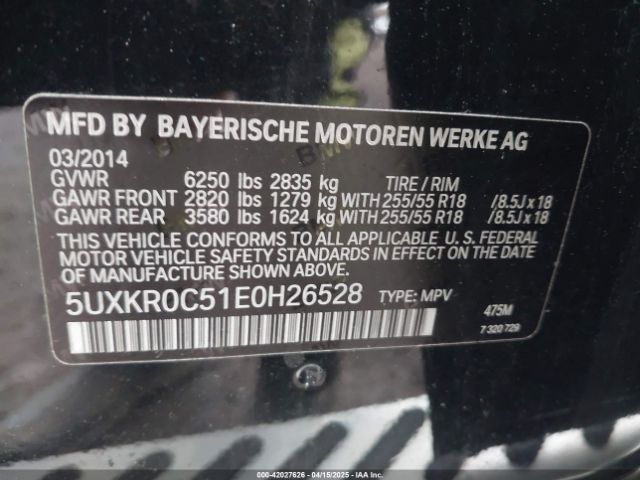 MFD BY BAYERISCHE MOTOREN WERKE AG
03/2014
GVWR 6250 lbs 2835 kg TIRE / RIM
GAWR FRONT 2820 lbs 1279 kg WITH 255/55 R18 /8.5J x 18
GAWR REAR 3580 lbs 1624 kg WITH 255/55 R18 /8.5J x 18
THIS VEHICLE CONFORMS TO ALL APPLICABLE U. S. FEDERAL
MOTOR VEHICLE SAFETY STANDARDS IN EFFECT ON THE DATE
OF MANUFACTURE SHOWN ABOVE.
5UXKR0C51E0H26528 TYPE: MPV 475M
7 320 729
000-42027626 - 04/15/2025 - IAAI, Inc.